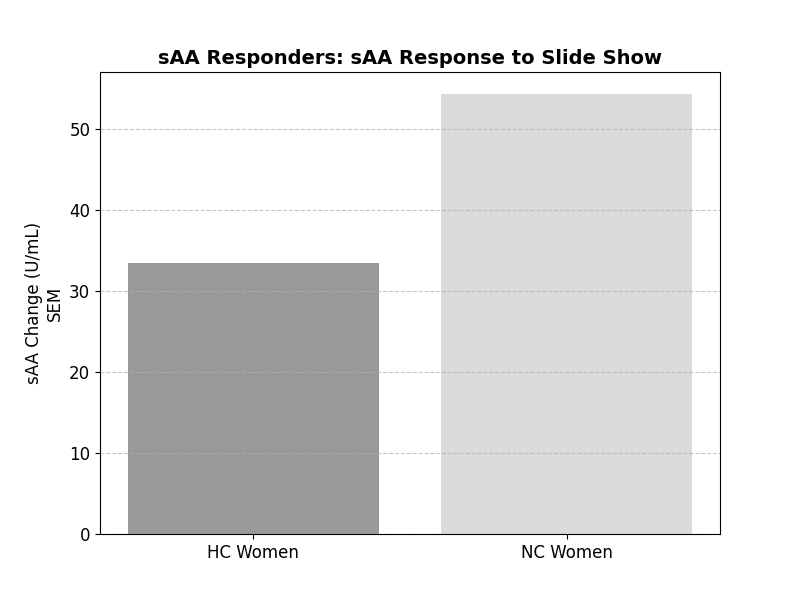 sAA Responders: sAA Response to Slide Show
sAA Change (U/mL)
SEM
50
40
30
20
10
0
HC Women
NC Women